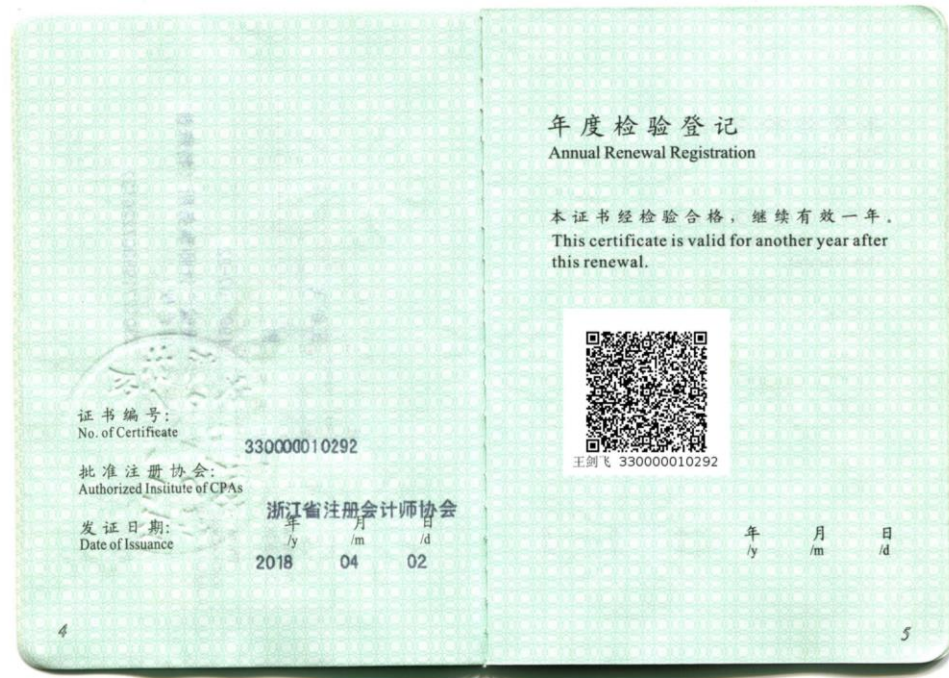 证书编号:
No. of Certificate
330000010292
批准注册协会:
Authorized Institute of CPAs
浙江省注册会计师协会
发证日期:
Date of Issuance
年 月 日
/y /m /d
2018 04 02
4
年度检验登记
Annual Renewal Registration
本证书经检验合格，继续有效一年。
This certificate is valid for another year after
this renewal.
王剑飞 330000010292
年 月 日
/y /m /d
5